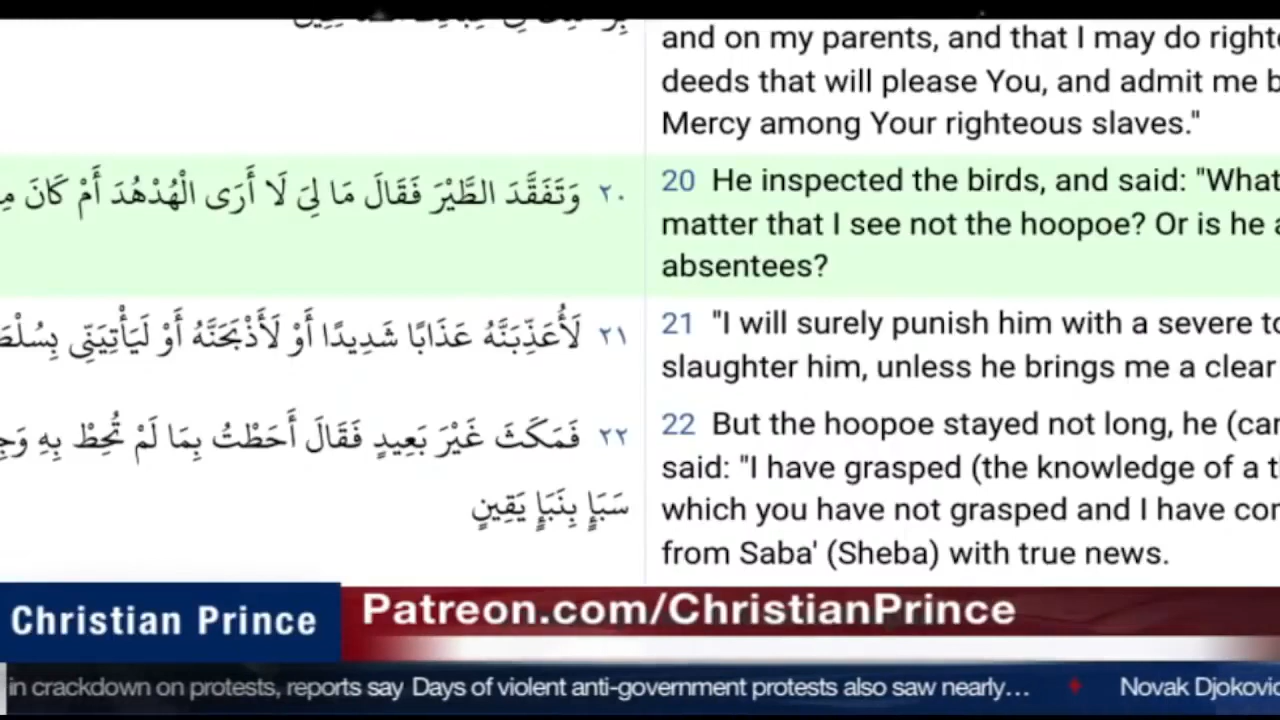 and on my parents, and that I may do righte
deeds that will please You, and admit me b
Mercy among Your righteous slaves."
٢٠ وَتَفَقَّدَ الطَّيْرَ فَقَالَ مَا لِيَ لَا أَرَى الْهُدْهُدَ أَمْ كَانَ مِ
20 He inspected the birds, and said: "What
matter that I see not the hoopoe? Or is he a
absentees?
٢١ لَأُعَذِّبَنَّهُ عَذَابًا شَدِيدًا أَوْ لَأَذْبَحَنَّهُ أَوْ لَيَأْتِيَنِّي بِسُلْطَ
21 "I will surely punish him with a severe to
slaughter him, unless he brings me a clear
٢٢ فَمَكَثَ غَيْرَ بَعِيدٍ فَقَالَ أَحَطْتُ بِمَا لَمْ تُحِطْ بِهِ وَجِ
سَبَإٍ بِنَبَإٍ يَقِينٍ
22 But the hoopoe stayed not long, he (car
said: "I have grasped (the knowledge of a t
which you have not grasped and I have cor
from Saba' (Sheba) with true news.
Christian Prince
Patreon.com/ChristianPrince
in crackdown on protests, reports say Days of violent anti-government protests also saw nearly... Novak Djokovic